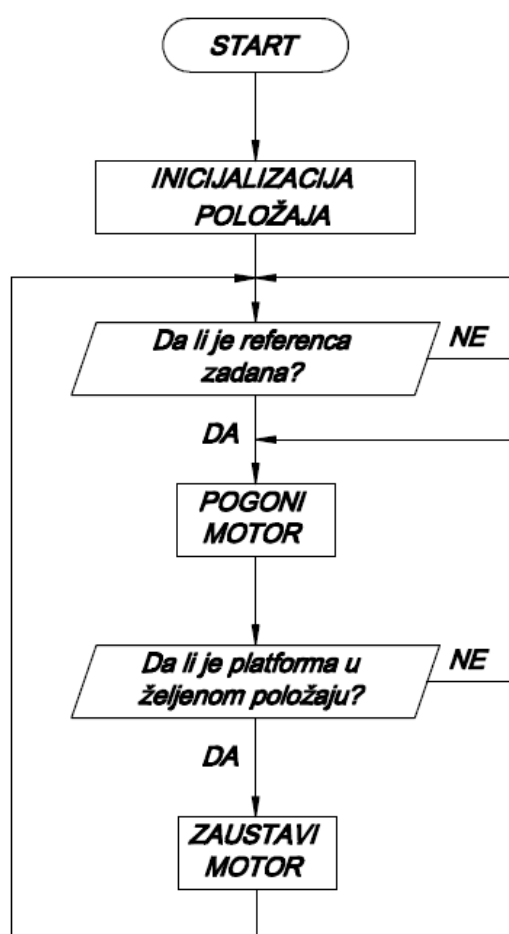 START
INICIJALIZACIJA
POLOŽAJA
Da li je referenca
zadana?
NE
DA
POGONI
MOTOR
Da li je platforma u
željenom položaju?
NE
DA
ZAUSTAVI
MOTOR